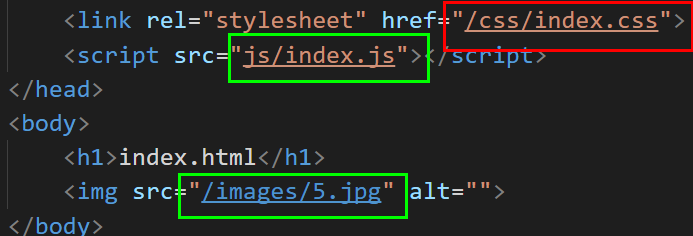 <link rel="stylesheet" href="/css/index.css">
<script src="js/index.js"></script>
</head>
<body>
<h1>index.html</h1>
<img src="/images/5.jpg" alt="">
</body>